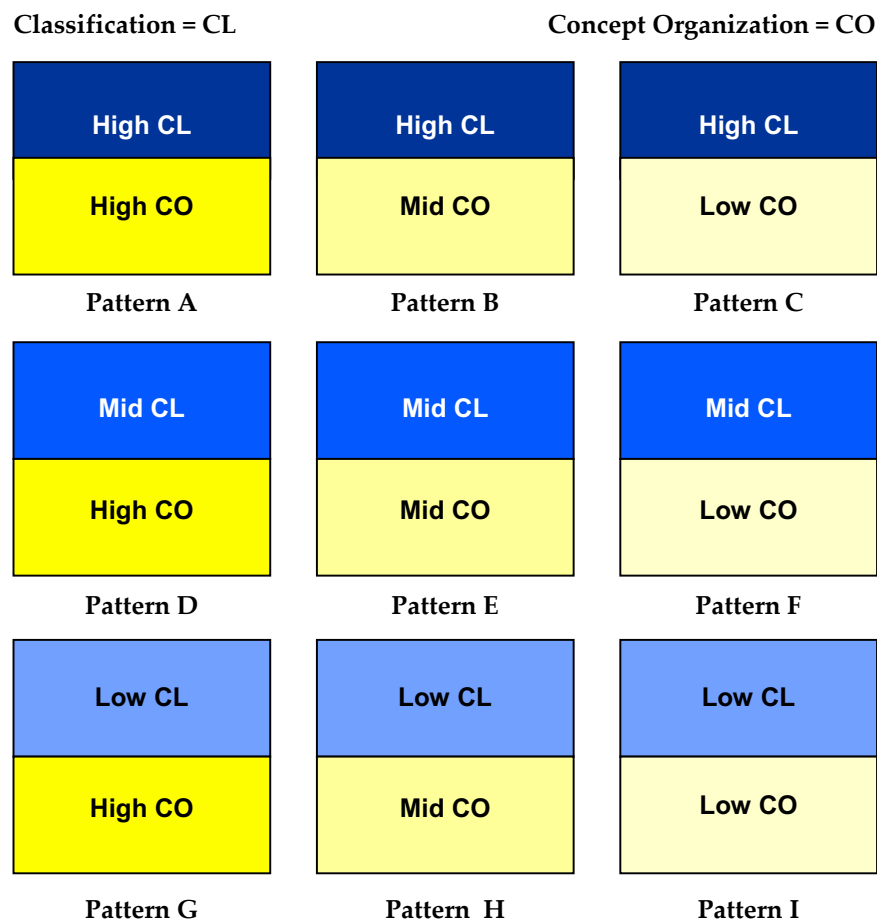 Classification = CL Concept Organization = CO
High CL High CL High CL
High CO Mid CO Low CO
Pattern A Pattern B Pattern C
Mid CL Mid CL Mid CL
High CO Mid CO Low CO
Pattern D Pattern E Pattern F
Low CL Low CL Low CL
High CO Mid CO Low CO
Pattern G Pattern H Pattern I